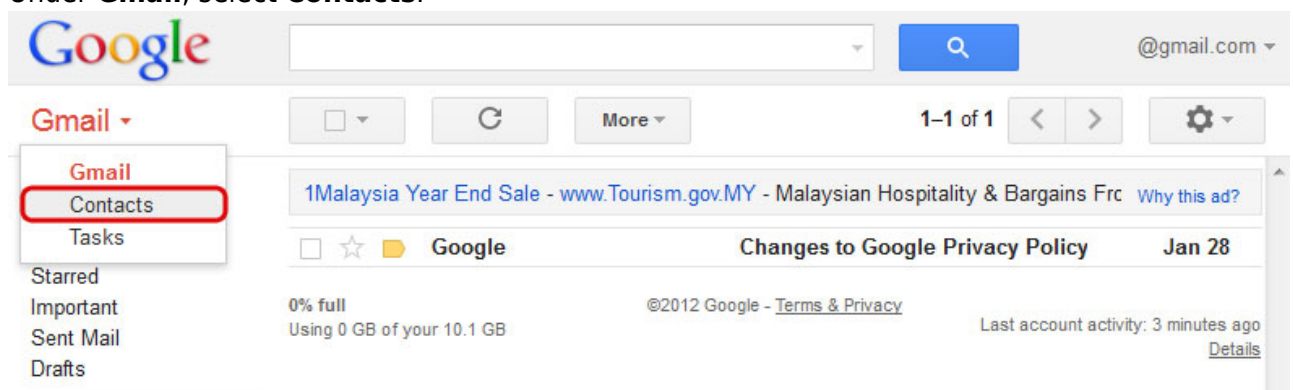 Under Gmail, select Contacts.
Google
@gmail.com
Gmail
More
1–1 of 1
Gmail
Contacts
Tasks
1Malaysia Year End Sale - www.Tourism.gov.MY - Malaysian Hospitality & Bargains Frc Why this ad?
Google Changes to Google Privacy Policy Jan 28
Starred
Important
Sent Mail
Drafts
0% full
Using 0 GB of your 10.1 GB
©2012 Google - Terms & Privacy
Last account activity: 3 minutes ago
Details